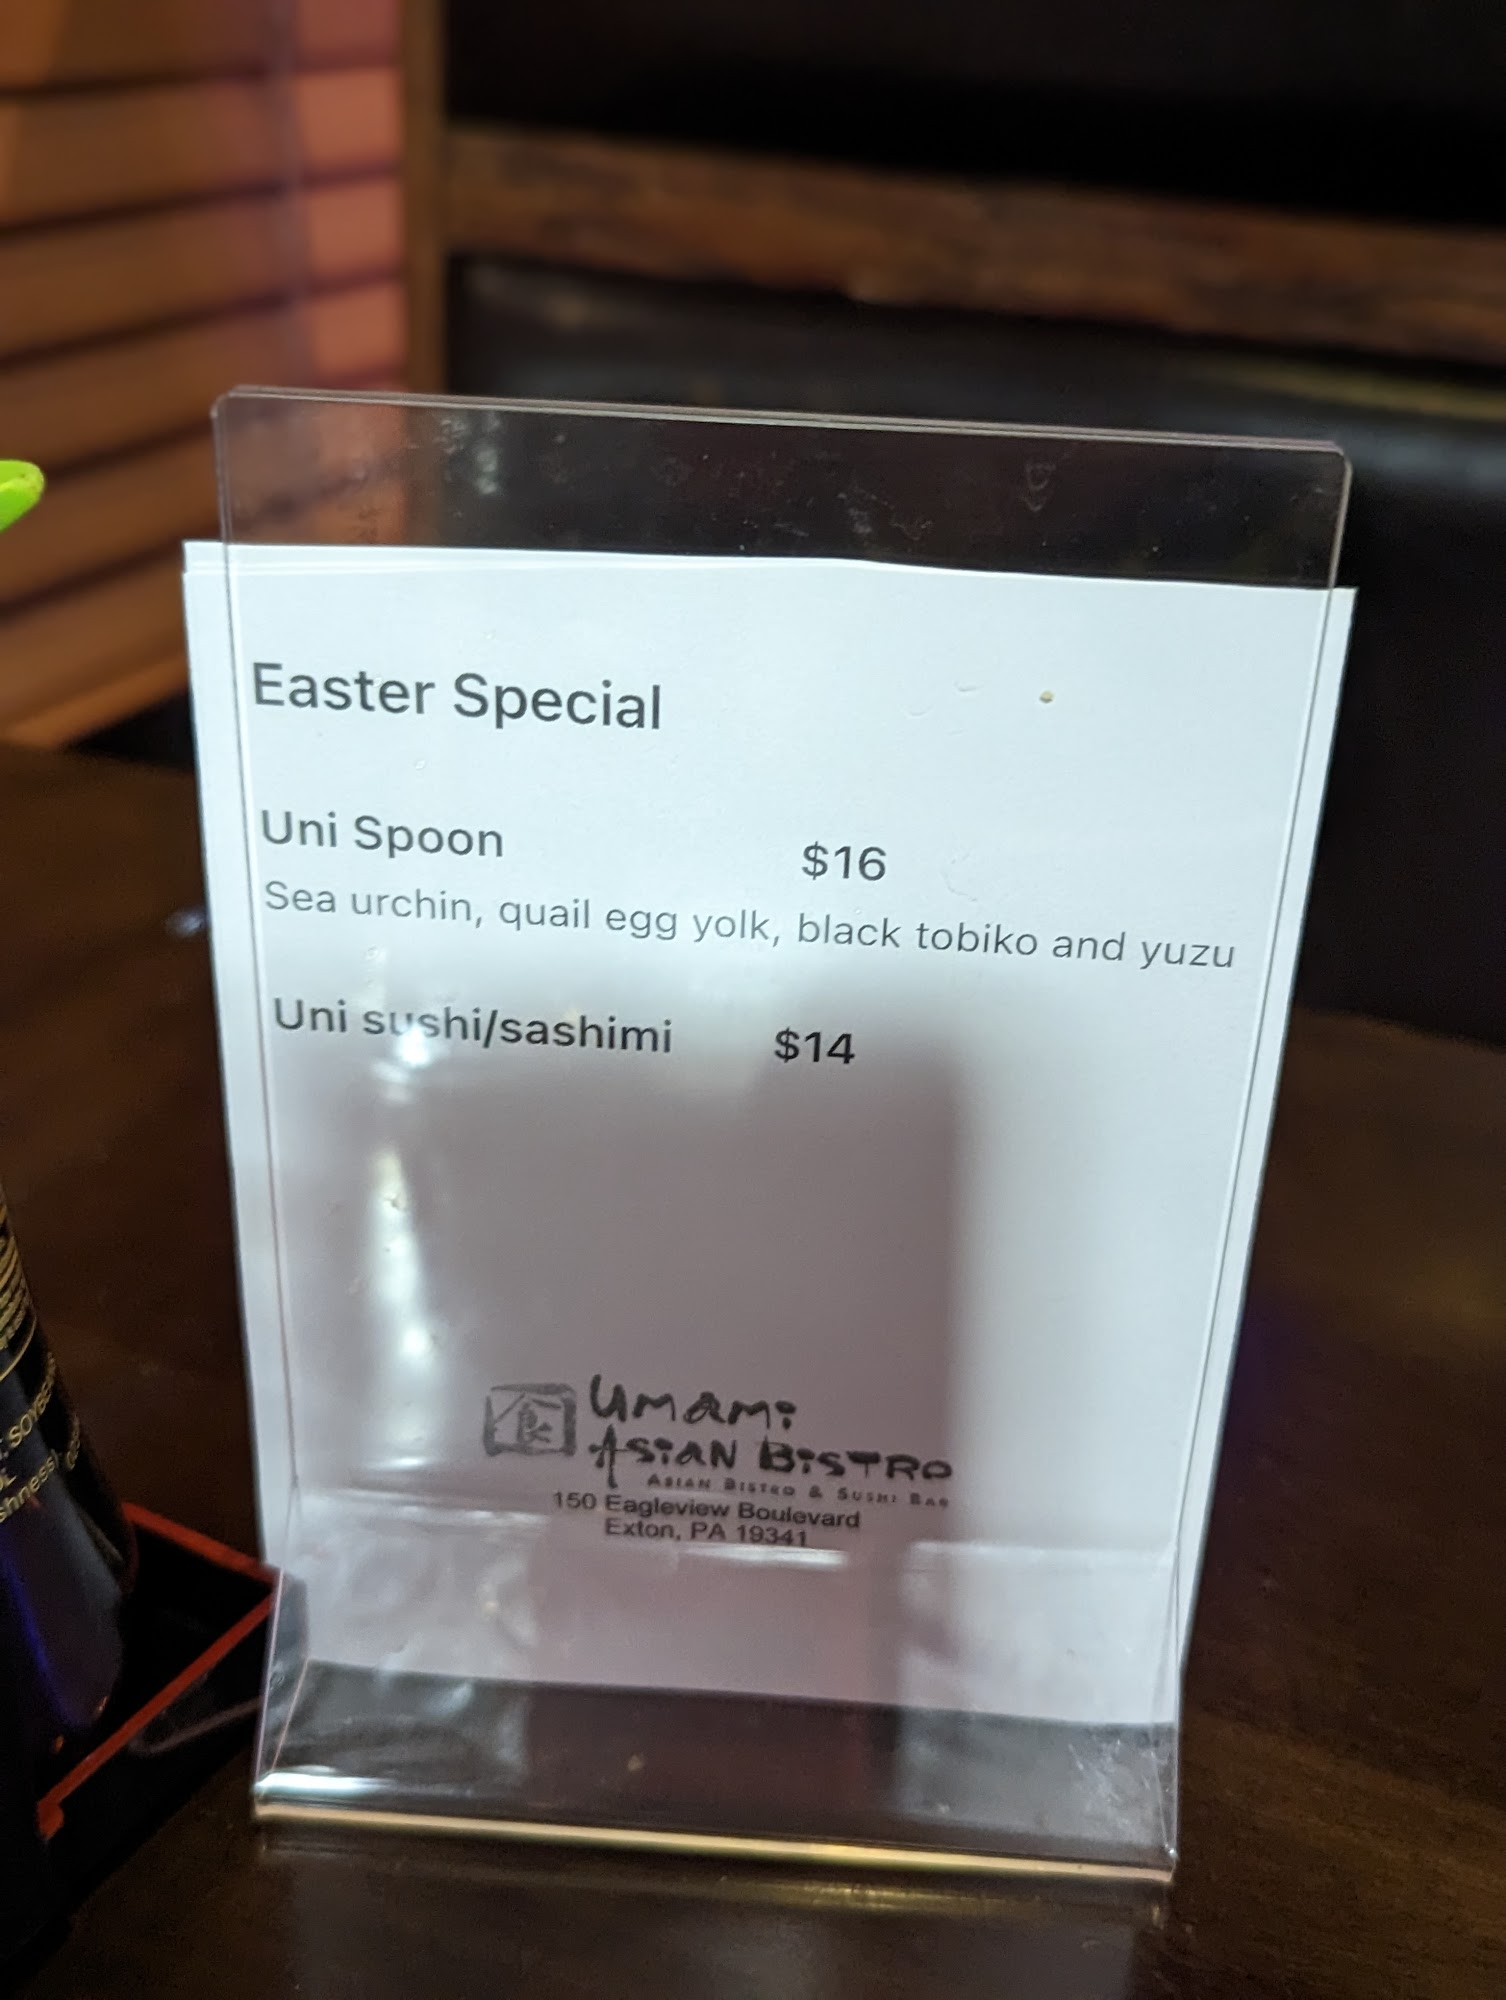 Easter Special
Uni Spoon $16
Sea urchin, quail egg yolk, black tobiko and yuzu
Uni sushi/sashimi $14
食 Umami
Asian Bistro
Asian Bistro & Sushi Bar
150 Eagleview Boulevard
Exton, PA 19341